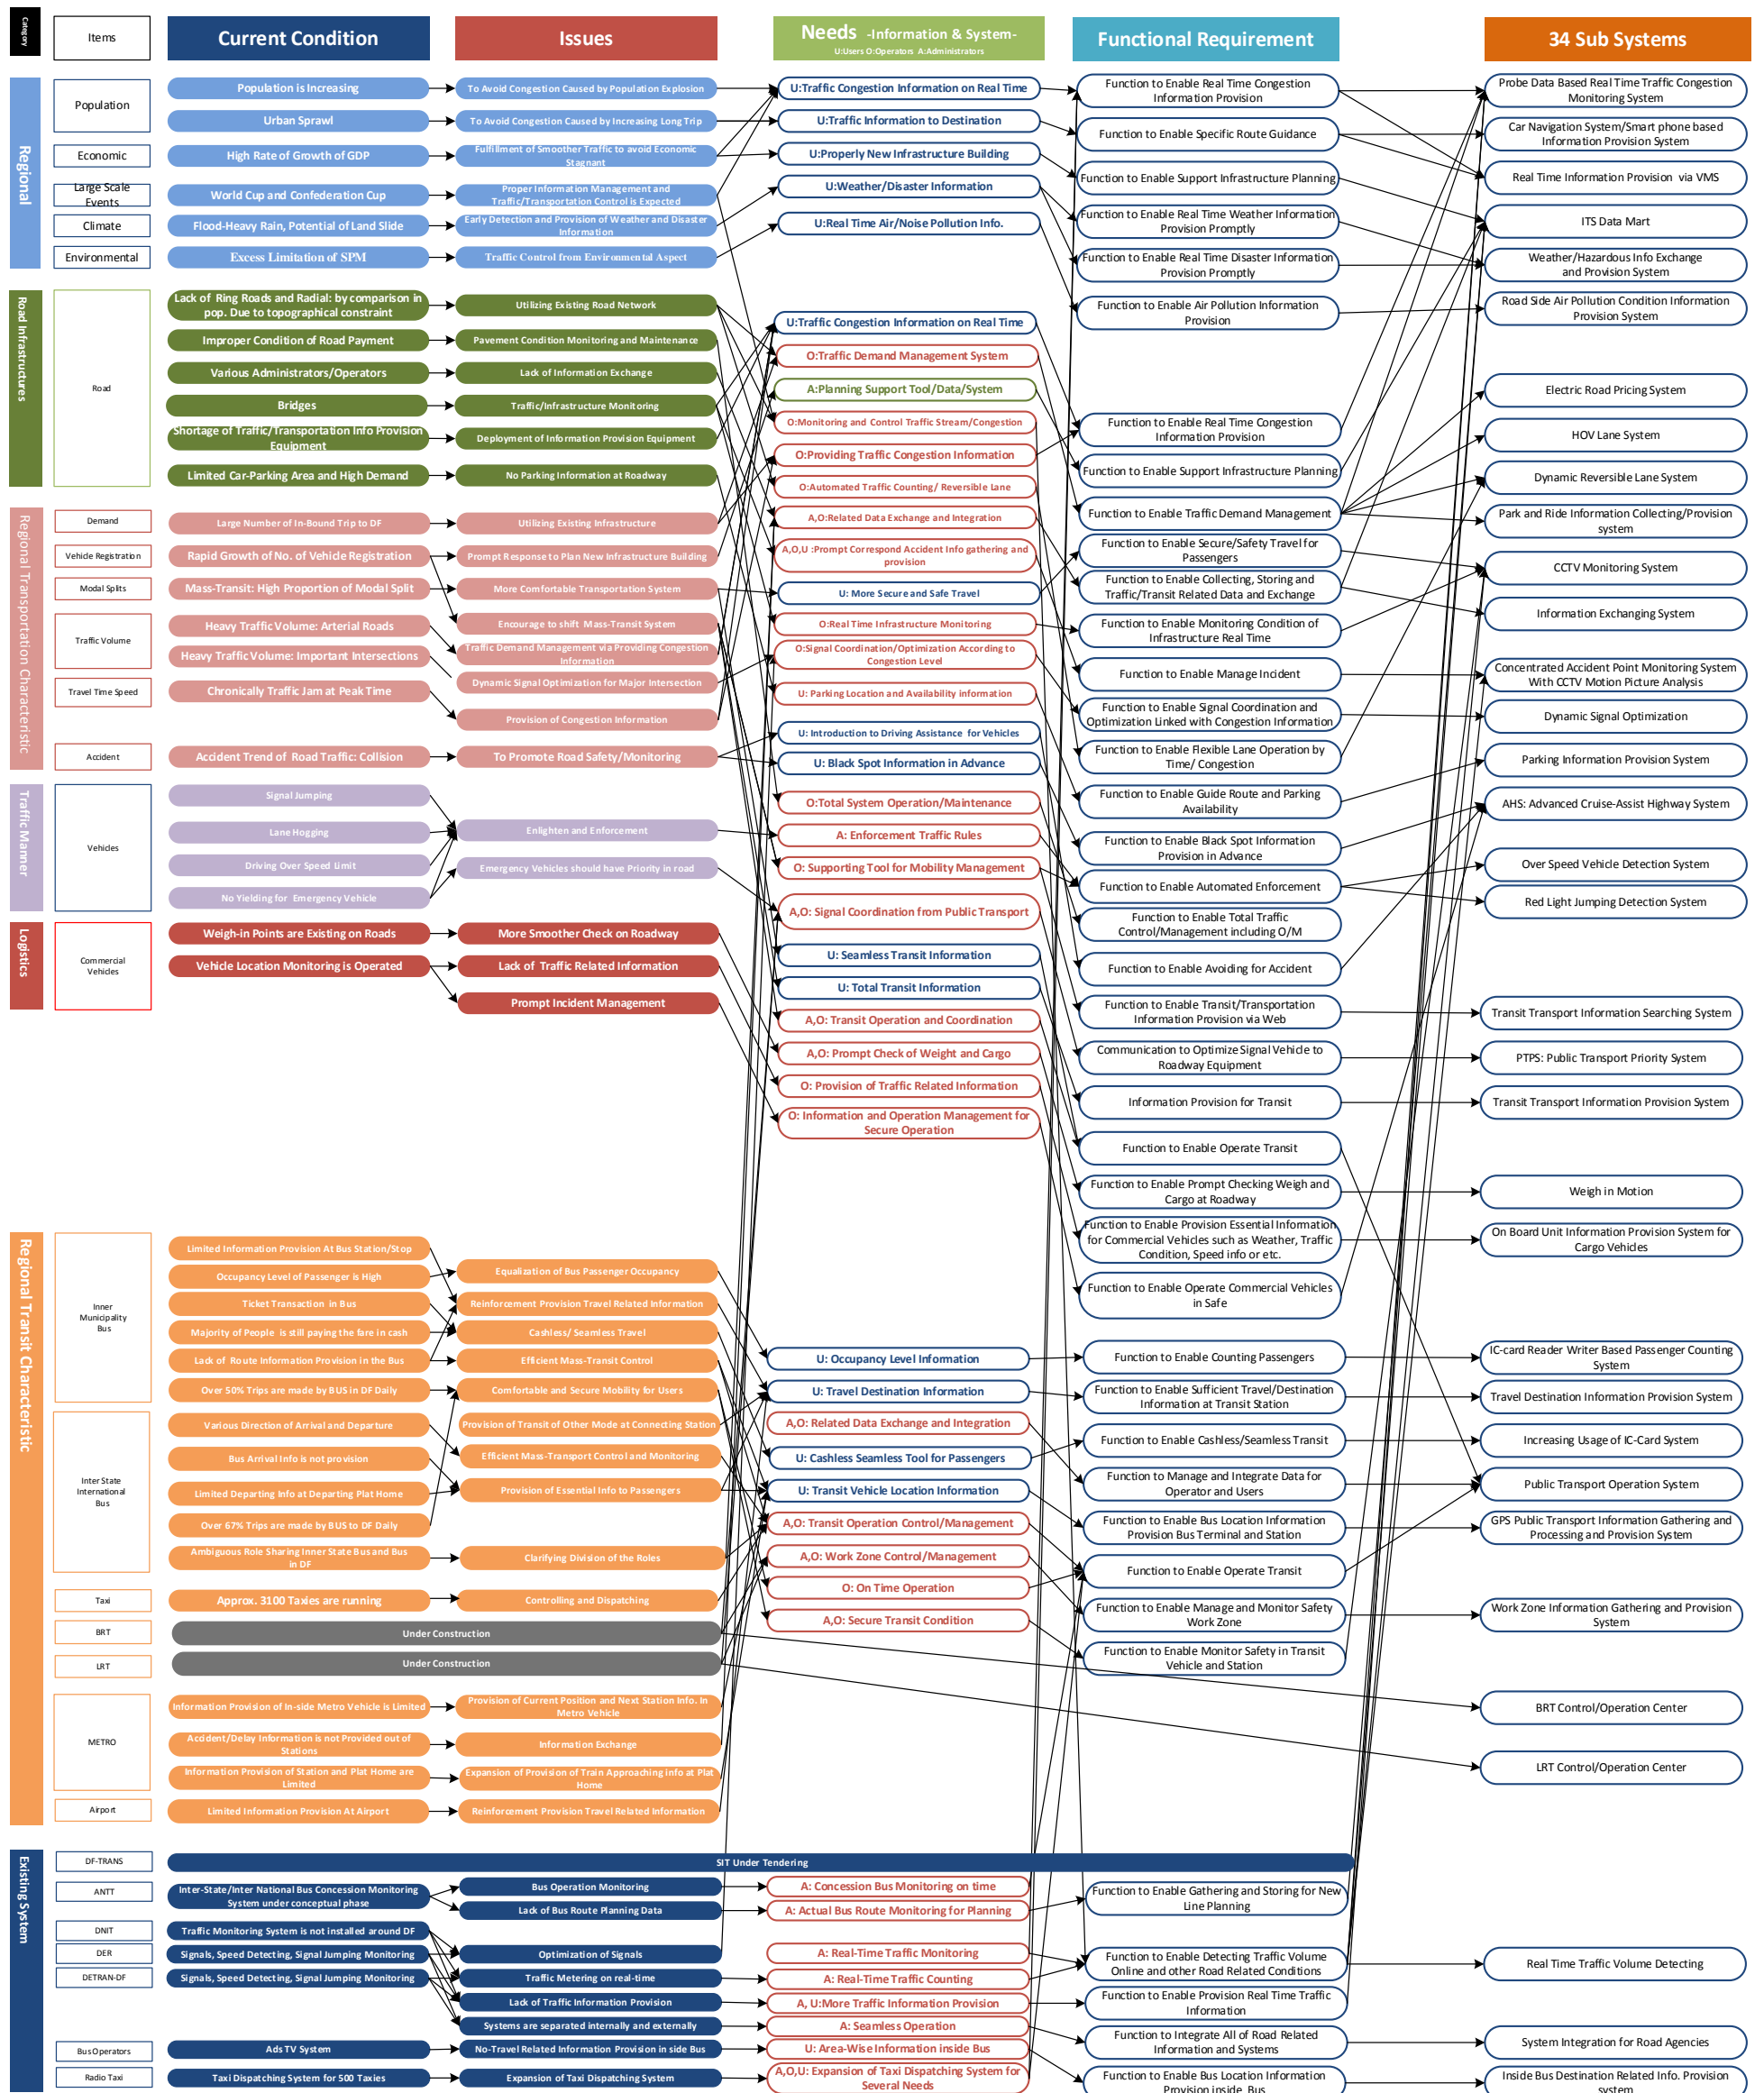 Category
Items
Current Condition
Issues
Needs -Information & System-
U:Users O:Operators A:Administrators
Functional Requirement
34 Sub Systems
Regional
Population
Economic
Large Scale
Events
Climate
Environmental
Population is Increasing
Urban Sprawl
High Rate of Growth of GDP
World Cup and Confederation Cup
Flood-Heavy Rain, Potential of Land Slide
Excess Limitation of SPM
To Avoid Congestion Caused by Population Explosion
To Avoid Congestion Caused by Increasing Long Trip
Fulfillment of Smoother Traffic to avoid Economic
Stagnant
Proper Information Management and
Traffic/Transportation Control is Expected
Early Detection and Provision of Weather and Disaster
Information
Traffic Control from Environmental Aspect
U:Traffic Congestion Information on Real Time
U:Traffic Information to Destination
U:Properly New Infrastructure Building
U:Weather/Disaster Information
U:Real Time Air/Noise Pollution Info.
Function to Enable Real Time Congestion
Information Provision
Function to Enable Specific Route Guidance
Function to Enable Support Infrastructure Planning
Function to Enable Real Time Weather Information
Provision Promptly
Function to Enable Real Time Disaster Information
Provision Promptly
Function to Enable Air Pollution Information
Provision
Probe Data Based Real Time Traffic Congestion
Monitoring System
Car Navigation System/Smart phone based
Information Provision System
Real Time Information Provision via VMS
ITS Data Mart
Weather/Hazardous Info Exchange
and Provision System
Road Side Air Pollution Condition Information
Provision System
Road Infrastructures
Road
Lack of Ring Roads and Radial: by comparison in
pop. Due to topographical constraint
Improper Condition of Road Payment
Various Administrators/Operators
Bridges
Shortage of Traffic/Transportation Info Provision
Equipment
Limited Car-Parking Area and High Demand
Utilizing Existing Road Network
Pavement Condition Monitoring and Maintenance
Lack of Information Exchange
Traffic/Infrastructure Monitoring
Deployment of Information Provision Equipment
No Parking Information at Roadway
U:Traffic Congestion Information on Real Time
O:Traffic Demand Management System
A:Planning Support Tool/Data/System
O:Monitoring and Control Traffic Stream/Congestion
O:Providing Traffic Congestion Information
O:Automated Traffic Counting/ Reversible Lane
A,O:Related Data Exchange and Integration
A,O,U :Prompt Correspond Accident Info gathering and
provision
U: More Secure and Safe Travel
O:Real Time Infrastructure Monitoring
O:Signal Coordination/Optimization According to
Congestion Level
U: Parking Location and Availability information
U: Introduction to Driving Assistance for Vehicles
U: Black Spot Information in Advance
O:Total System Operation/Maintenance
A: Enforcement Traffic Rules
O: Supporting Tool for Mobility Management
A,O: Signal Coordination from Public Transport
U: Seamless Transit Information
U: Total Transit Information
A,O: Transit Operation and Coordination
A,O: Prompt Check of Weight and Cargo
O: Provision of Traffic Related Information
O: Information and Operation Management for
Secure Operation
Function to Enable Real Time Congestion
Information Provision
Function to Enable Support Infrastructure Planning
Function to Enable Traffic Demand Management
Function to Enable Secure/Safety Travel for
Passengers
Function to Enable Collecting, Storing and
Traffic/Transit Related Data and Exchange
Function to Enable Monitoring Condition of
Infrastructure Real Time
Function to Enable Manage Incident
Function to Enable Signal Coordination and
Optimization Linked with Congestion Information
Function to Enable Flexible Lane Operation by
Time/ Congestion
Function to Enable Guide Route and Parking
Availability
Function to Enable Black Spot Information
Provision in Advance
Function to Enable Automated Enforcement
Function to Enable Total Traffic
Control/Management including O/M
Function to Enable Avoiding for Accident
Function to Enable Transit/Transportation
Information Provision via Web
Communication to Optimize Signal Vehicle to
Roadway Equipment
Information Provision for Transit
Function to Enable Operate Transit
Function to Enable Prompt Checking Weigh and
Cargo at Roadway
Function to Enable Provision Essential Information
for Commercial Vehicles such as Weather, Traffic
Condition, Speed info or etc.
Function to Enable Operate Commercial Vehicles
in Safe
Electric Road Pricing System
HOV Lane System
Dynamic Reversible Lane System
Park and Ride Information Collecting/Provision
system
CCTV Monitoring System
Information Exchanging System
Concentrated Accident Point Monitoring System
With CCTV Motion Picture Analysis
Dynamic Signal Optimization
Parking Information Provision System
AHS: Advanced Cruise-Assist Highway System
Over Speed Vehicle Detection System
Red Light Jumping Detection System
Transit Transport Information Searching System
PTPS: Public Transport Priority System
Transit Transport Information Provision System
Weigh in Motion
On Board Unit Information Provision System for
Cargo Vehicles
Regional Transportation Characteristic
Demand
Vehicle Registration
Modal Splits
Traffic Volume
Travel Time Speed
Accident
Large Number of In-Bound Trip to DF
Rapid Growth of No. of Vehicle Registration
Mass-Transit: High Proportion of Modal Split
Heavy Traffic Volume: Arterial Roads
Heavy Traffic Volume: Important Intersections
Chronically Traffic Jam at Peak Time
Accident Trend of Road Traffic: Collision
Utilizing Existing Infrastructure
Prompt Response to Plan New Infrastructure Building
More Comfortable Transportation System
Encourage to shift Mass-Transit System
Traffic Demand Management via Providing Congestion
Information
Dynamic Signal Optimization for Major Intersection
Provision of Congestion Information
To Promote Road Safety/Monitoring
Traffic Manner
Vehicles
Signal Jumping
Lane Hogging
Driving Over Speed Limit
No Yielding for Emergency Vehicle
Enlighten and Enforcement
Emergency Vehicles should have Priority in road
Logistics
Commercial
Vehicles
Weigh-in Points are Existing on Roads
Vehicle Location Monitoring is Operated
More Smoother Check on Roadway
Lack of Traffic Related Information
Prompt Incident Management
Regional Transit Characteristic
Inner
Municipality
Bus
Inter State
International
Bus
Taxi
BRT
LRT
METRO
Airport
Limited Information Provision At Bus Station/Stop
Occupancy Level of Passenger is High
Ticket Transaction in Bus
Majority of People is still paying the fare in cash
Lack of Route Information Provision in the Bus
Over 50% Trips are made by BUS in DF Daily
Various Direction of Arrival and Departure
Bus Arrival Info is not provision
Limited Departing Info at Departing Plat Home
Over 67% Trips are made by BUS to DF Daily
Ambiguous Role Sharing Inner State Bus and Bus
in DF
Approx. 3100 Taxies are running
Under Construction
Under Construction
Information Provision of In-side Metro Vehicle is Limited
Accident/Delay Information is not Provided out of
Stations
Information Provision of Station and Plat Home are
Limited
Limited Information Provision At Airport
Equalization of Bus Passenger Occupancy
Reinforcement Provision Travel Related Information
Cashless/ Seamless Travel
Efficient Mass-Transit Control
Comfortable and Secure Mobility for Users
Provision of Transit of Other Mode at Connecting Station
Efficient Mass-Transport Control and Monitoring
Provision of Essential Info to Passengers
Clarifying Division of the Roles
Controlling and Dispatching
Provision of Current Position and Next Station Info. In
Metro Vehicle
Information Exchange
Expansion of Provision of Train Approaching info at Plat
Home
Reinforcement Provision Travel Related Information
U: Occupancy Level Information
U: Travel Destination Information
A,O: Related Data Exchange and Integration
U: Cashless Seamless Tool for Passengers
U: Transit Vehicle Location Information
A,O: Transit Operation Control/Management
A,O: Work Zone Control/Management
O: On Time Operation
A,O: Secure Transit Condition
Function to Enable Counting Passengers
Function to Enable Sufficient Travel/Destination
Information at Transit Station
Function to Enable Cashless/Seamless Transit
Function to Manage and Integrate Data for
Operator and Users
Function to Enable Bus Location Information
Provision Bus Terminal and Station
Function to Enable Operate Transit
Function to Enable Manage and Monitor Safety
Work Zone
Function to Enable Monitor Safety in Transit
Vehicle and Station
IC-card Reader Writer Based Passenger Counting
System
Travel Destination Information Provision System
Increasing Usage of IC-Card System
Public Transport Operation System
GPS Public Transport Information Gathering and
Processing and Provision System
Work Zone Information Gathering and Provision
System
BRT Control/Operation Center
LRT Control/Operation Center
Existing System
DF-TRANS
ANTT
DNIT
DER
DETRAN-DF
Bus Operators
Radio Taxi
SIT Under Tendering
Inter-State/Inter National Bus Concession Monitoring
System under conceptual phase
Traffic Monitoring System is not installed around DF
Signals, Speed Detecting, Signal Jumping Monitoring
Signals, Speed Detecting, Signal Jumping Monitoring
Ads TV System
Taxi Dispatching System for 500 Taxies
Bus Operation Monitoring
Lack of Bus Route Planning Data
Optimization of Signals
Traffic Metering on real-time
Lack of Traffic Information Provision
Systems are separated internally and externally
No-Travel Related Information Provision in side Bus
Expansion of Taxi Dispatching System
A: Concession Bus Monitoring on time
A: Actual Bus Route Monitoring for Planning
A: Real-Time Traffic Monitoring
A: Real-Time Traffic Counting
A, U:More Traffic Information Provision
A: Seamless Operation
U: Area-Wise Information inside Bus
A,O,U: Expansion of Taxi Dispatching System for
Several Needs
Function to Enable Gathering and Storing for New
Line Planning
Function to Enable Detecting Traffic Volume
Online and other Road Related Conditions
Function to Enable Provision Real Time Traffic
Information
Function to Integrate All of Road Related
Information and Systems
Function to Enable Bus Location Information
Provision inside Bus
Real Time Traffic Volume Detecting
System Integration for Road Agencies
Inside Bus Destination Related Info. Provision
system